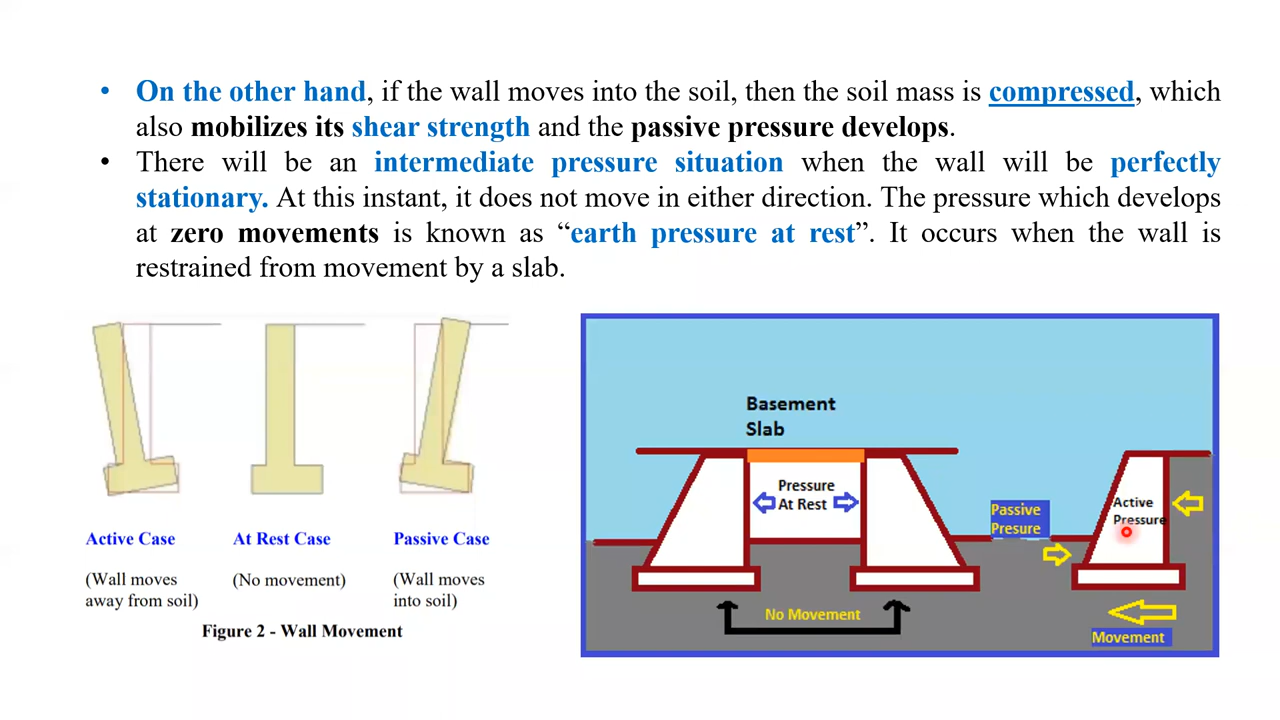 • On the other hand, if the wall moves into the soil, then the soil mass is compressed, which
also mobilizes its shear strength and the passive pressure develops.
• There will be an intermediate pressure situation when the wall will be perfectly
stationary. At this instant, it does not move in either direction. The pressure which develops
at zero movements is known as “earth pressure at rest”. It occurs when the wall is
restrained from movement by a slab.
Active Case
(Wall moves
away from soil)
At Rest Case
(No movement)
Passive Case
(Wall moves
into soil)
Figure 2 - Wall Movement
Basement
Slab
Pressure
At Rest
No Movement
Passive
Presure
Active
Pressure
Movement